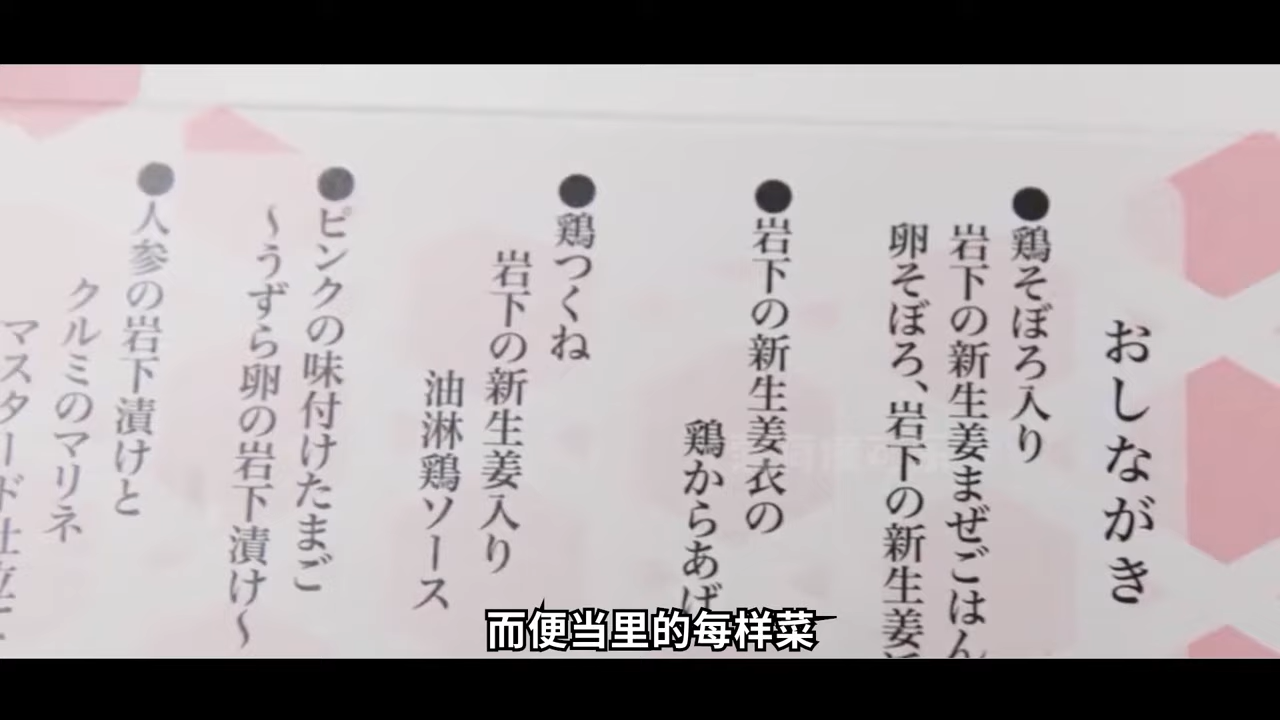 おしながき
●鶏そぼろ入り
岩下の新生姜まぜごはん
卵そぼろ、岩下の新生姜
●岩下の新生姜衣の
鶏からあげ
●鶏つくね
岩下の新生姜入り
油淋鶏ソース
●ピンクの味付けたまご
〜うずら卵の岩下漬け〜
●人参の岩下漬けと
クルミのマリネ
マスタード仕立て
而便当里的每样菜